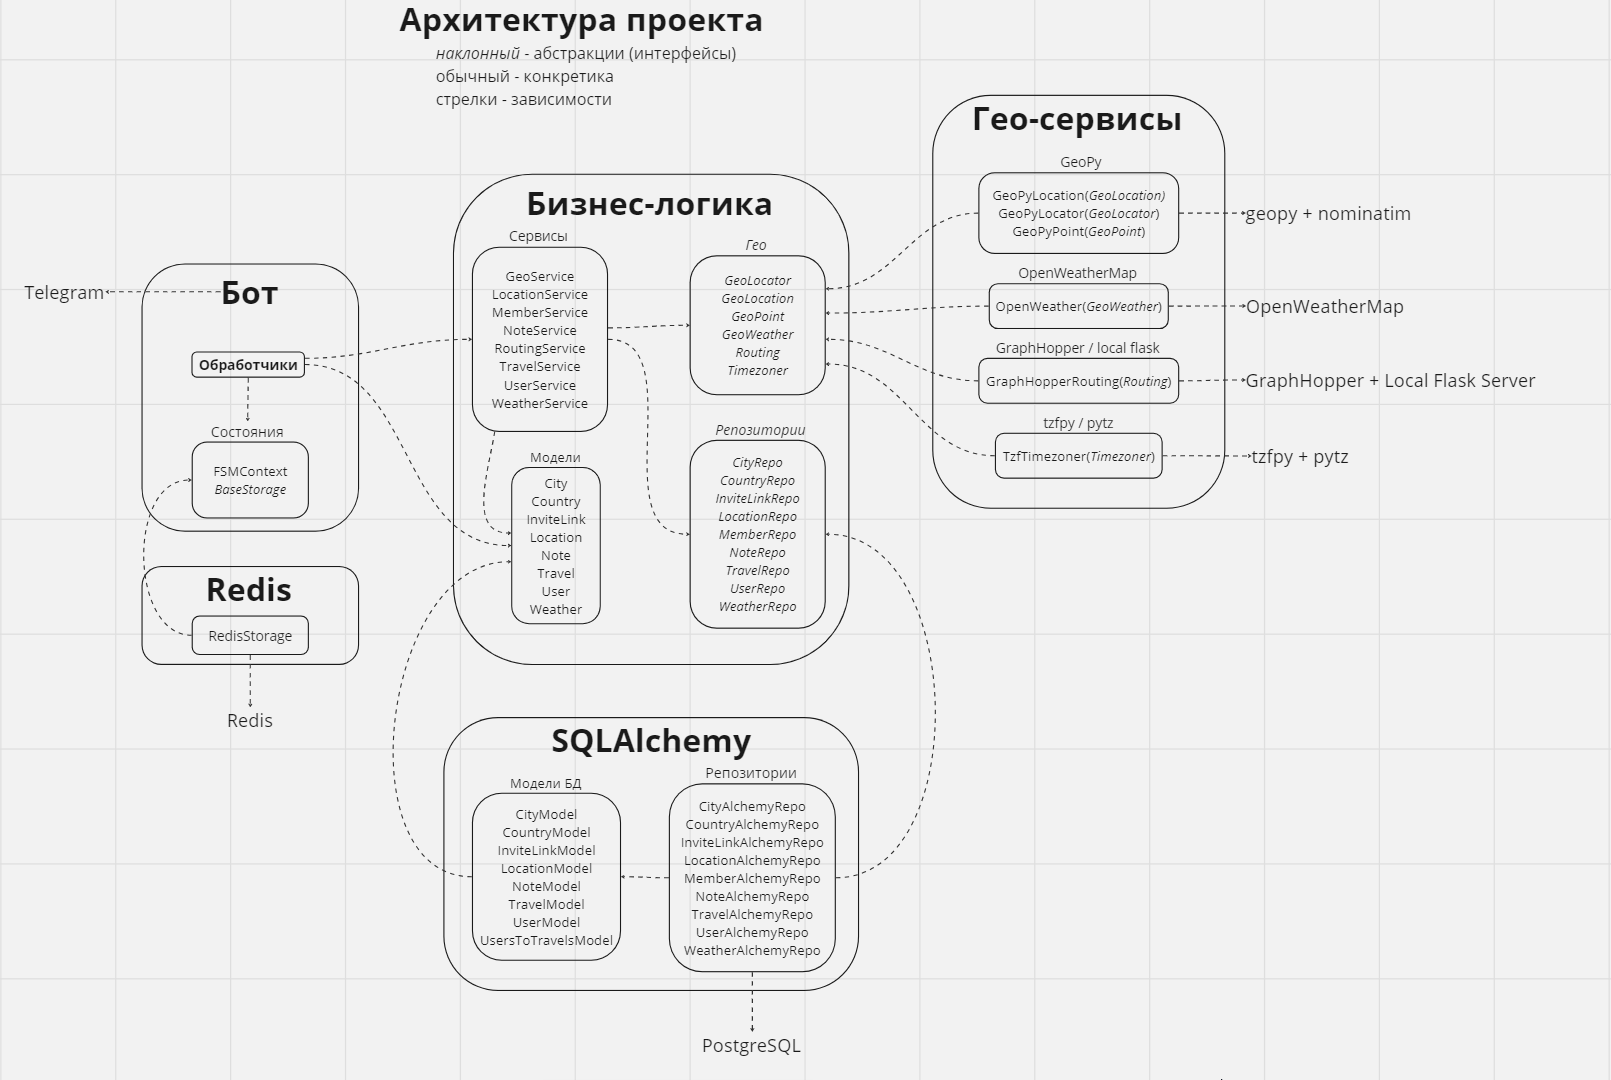 Архитектура проекта
наклонный - абстракции (интерфейсы)
обычный - конкретика
стрелки - зависимости
Telegram
Бот
Обработчики
Состояния
FSMContext
BaseStorage
Redis
RedisStorage
Redis
Бизнес-логика
Сервисы
GeoService
LocationService
MemberService
NoteService
RoutingService
TravelService
UserService
WeatherService
Модели
City
Country
InviteLink
Location
Note
Travel
User
Weather
Гео
GeoLocator
GeoLocation
GeoPoint
GeoWeather
Routing
Timezoner
Репозитории
CityRepo
CountryRepo
InviteLinkRepo
LocationRepo
MemberRepo
NoteRepo
TravelRepo
UserRepo
WeatherRepo
Гео-сервисы
GeoPy
GeoPyLocation(GeoLocation)
GeoPyLocator(GeoLocator)
GeoPyPoint(GeoPoint)
geopy + nominatim
OpenWeatherMap
OpenWeather(GeoWeather)
OpenWeatherMap
GraphHopper / local flask
GraphHopperRouting(Routing)
GraphHopper + Local Flask Server
tzfpy / pytz
TzfTimezoner(Timezoner)
tzfpy + pytz
SQLAlchemy
Модели БД
CityModel
CountryModel
InviteLinkModel
LocationModel
NoteModel
TravelModel
UserModel
UsersToTravelsModel
Репозитории
CityAlchemyRepo
CountryAlchemyRepo
InviteLinkAlchemyRepo
LocationAlchemyRepo
MemberAlchemyRepo
NoteAlchemyRepo
TravelAlchemyRepo
UserAlchemyRepo
WeatherAlchemyRepo
PostgreSQL